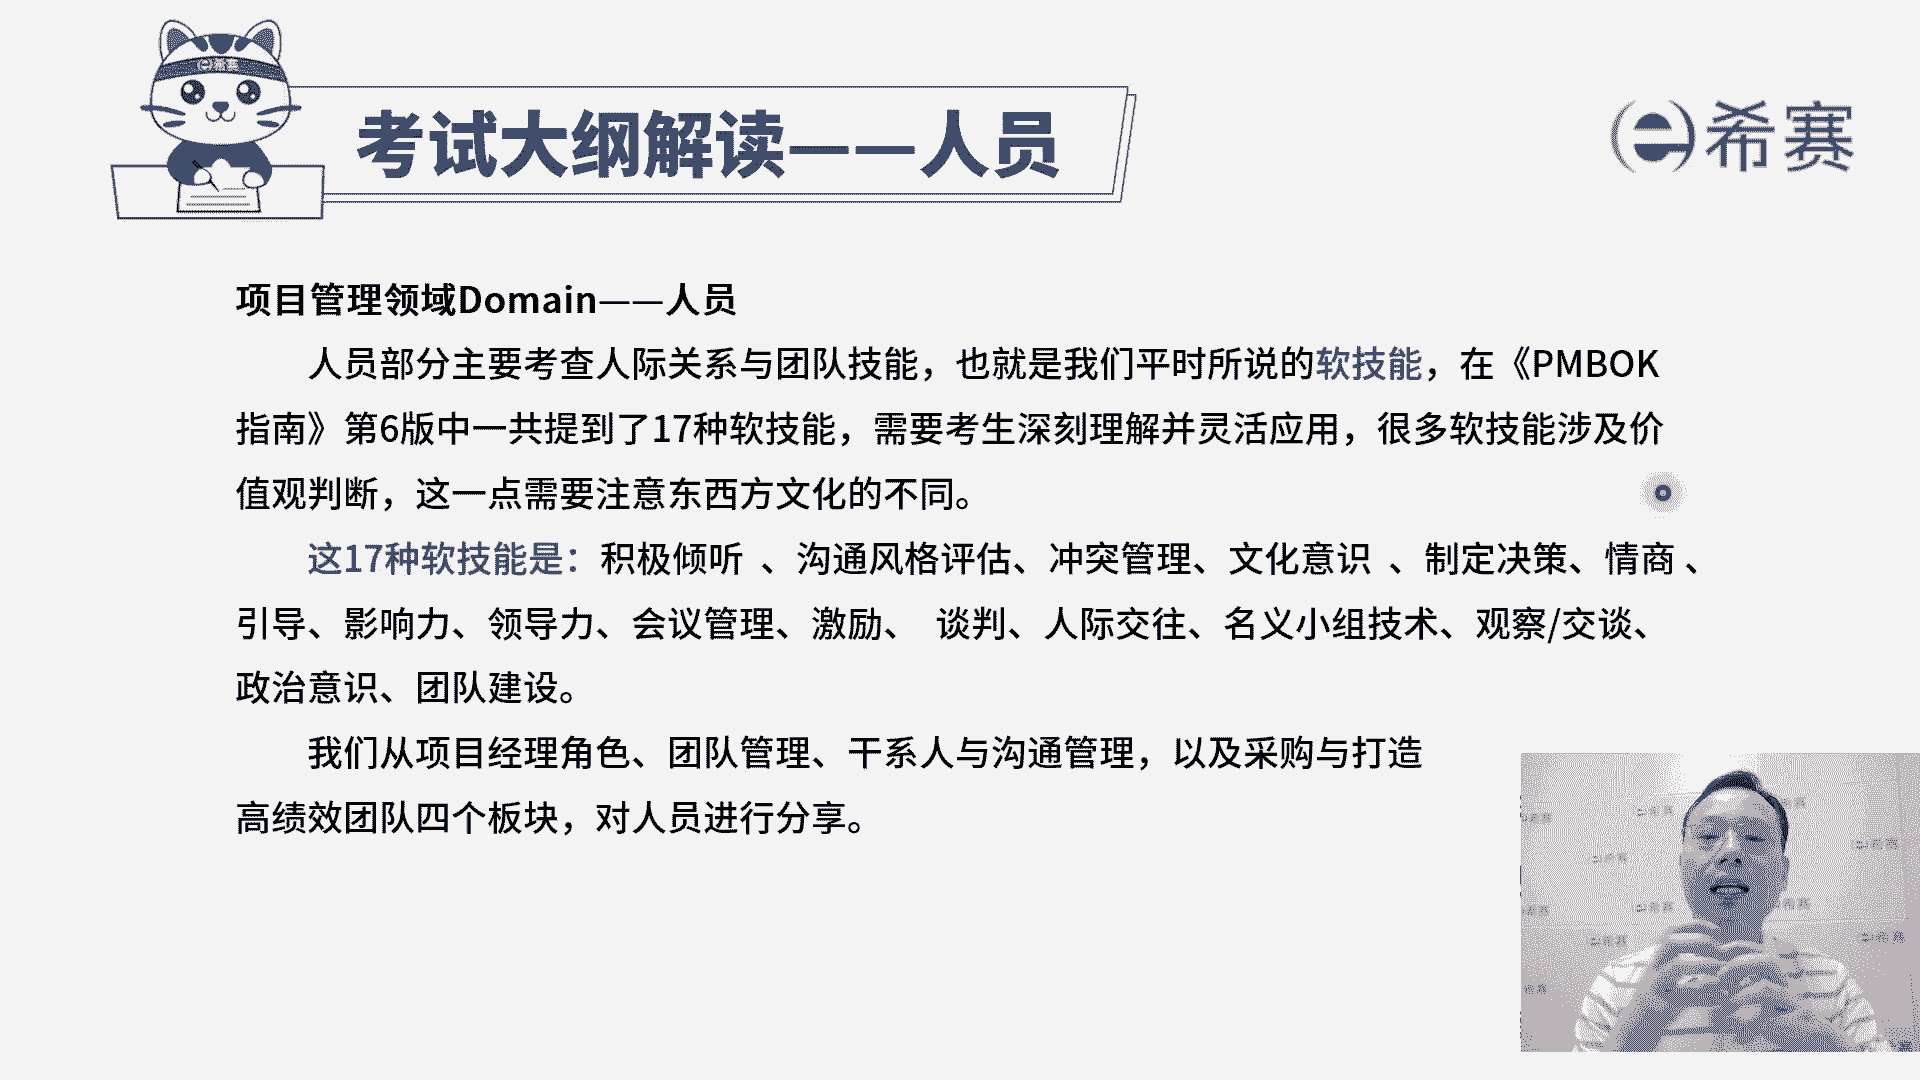 希赛
考试大纲解读——人员
希赛
项目管理领域Domain——人员
人员部分主要考查人际关系与团队技能，也就是我们平时所说的软技能，在《PMBOK
指南》第6版中一共提到了17种软技能，需要考生深刻理解并灵活应用，很多软技能涉及价
值观判断，这一点需要注意东西方文化的不同。
这17种软技能是：积极倾听 、沟通风格评估、冲突管理、文化意识 、制定决策、情商 、
引导、影响力、领导力、会议管理、激励、 谈判、人际交往、名义小组技术、观察/交谈、
政治意识、团队建设。
我们从项目经理角色、团队管理、干系人与沟通管理，以及采购与打造
高绩效团队四个板块，对人员进行分享。